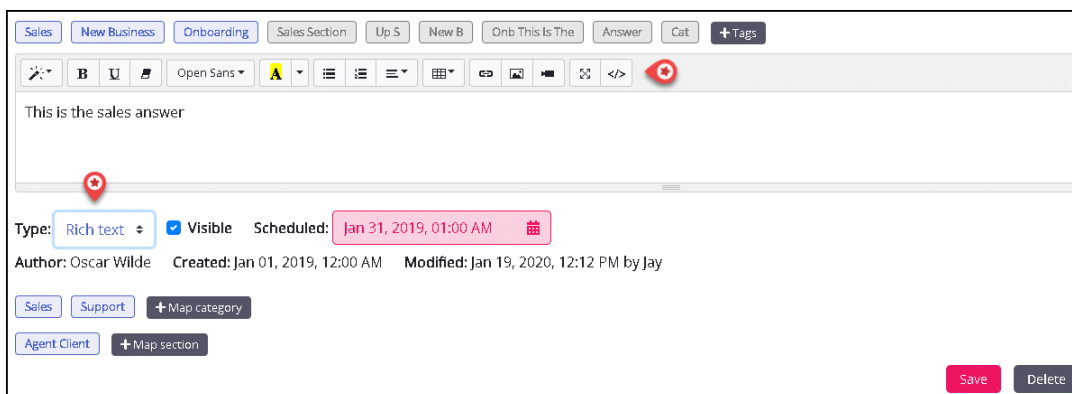 Sales New Business Onboarding Sales Section Up S New B Onb This Is The Answer Cat +Tags
B U Open Sans A </>
This is the sales answer
Type: Rich text Visible Scheduled: Jan 31, 2019, 01:00 AM
Author: Oscar Wilde Created: Jan 01, 2019, 12:00 AM Modified: Jan 19, 2020, 12:12 PM by Jay
Sales Support +Map category
Agent Client +Map section
Save Delete